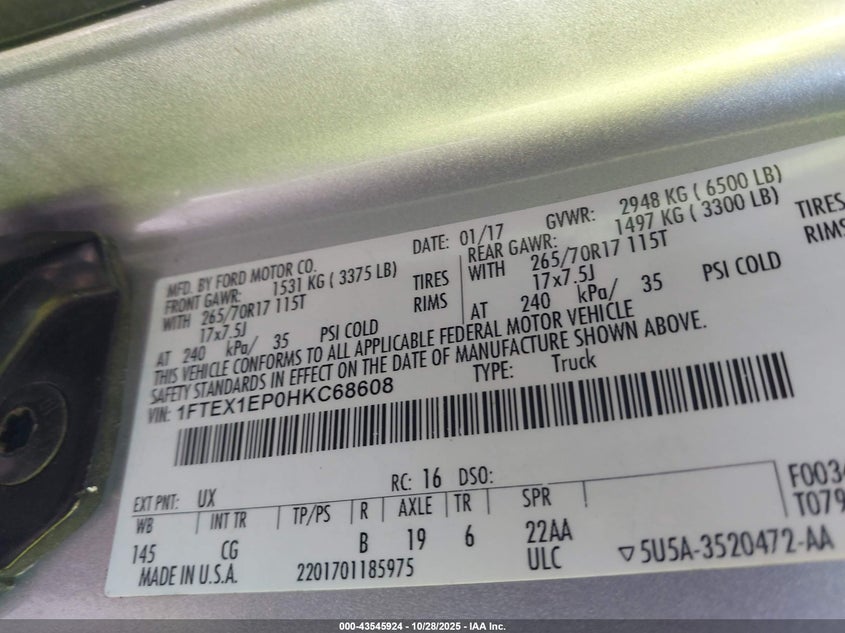 MFD. BY FORD MOTOR CO.
DATE: 01/17 GVWR: 2948 KG ( 6500 LB)
FRONT GAWR: 1531 KG ( 3375 LB)
REAR GAWR: 1497 KG ( 3300 LB)
WITH 265/70R17 115T TIRES
WITH 265/70R17 115T TIRES
17x7.5J RIMS
17x7.5J RIMS
AT 240 kPa/ 35 PSI COLD
AT 240 kPa/ 35 PSI COLD
THIS VEHICLE CONFORMS TO ALL APPLICABLE FEDERAL MOTOR VEHICLE
SAFETY STANDARDS IN EFFECT ON THE DATE OF MANUFACTURE SHOWN ABOVE.
VIN: 1FTEX1EP0HKC68608 TYPE: Truck
EXT PNT: UX RC: 16 DSO:
WB INT TR TP/PS R AXLE TR SPR
145 CG B 19 6 22AA
ULC
MADE IN U.S.A. 2201701185975 ▽5U5A-3520472-AA
000-43545924 - 10/28/2025 - IAA Inc.